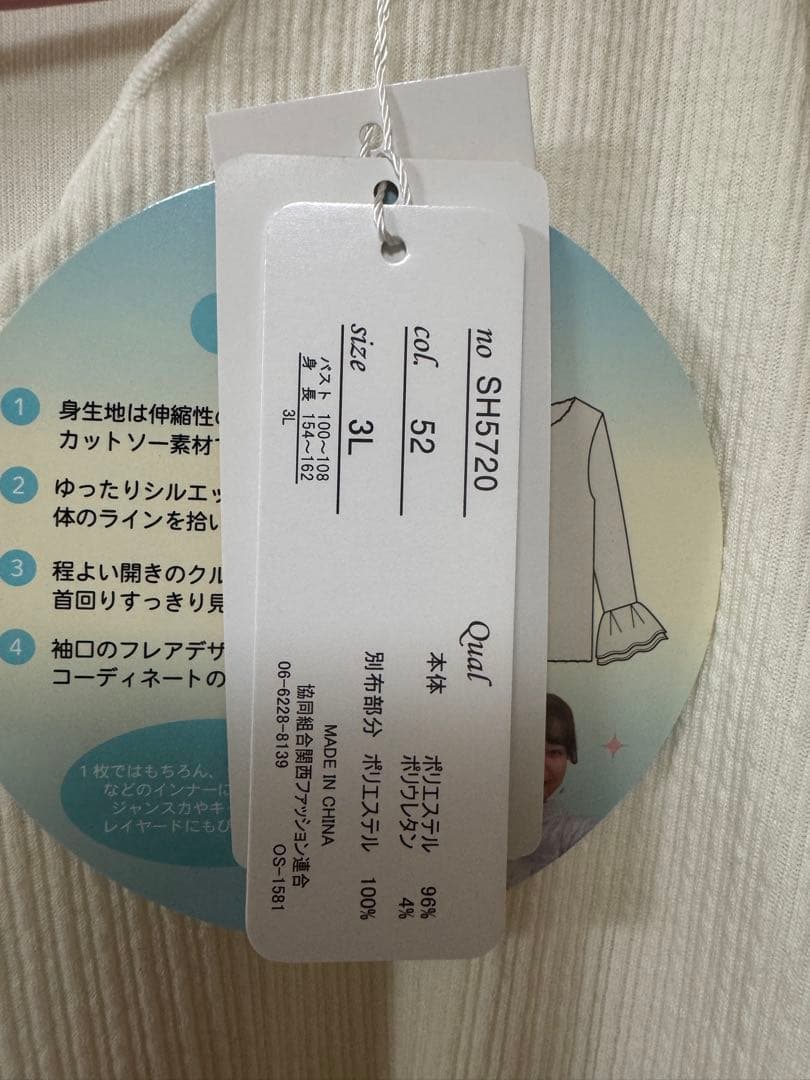 no SH5720
col. 52
size 3L
バスト 100～108
身 長 154～162
3L
Qual
本体 ポリエステル 96%
ポリウレタン 4%
別布部分 ポリエステル 100%
MADE IN CHINA
協同組合関西ファッション連合
06-6228-8139 OS-1581
1 身生地は伸縮性
カットソー素材
2 ゆったりシルエッ
体のラインを拾い
3 程よい開きのクル
首回りすっきり見
4 袖口のフレアデザ
コーディネートの
1枚ではもちろん、
などのインナーに
ジャンスカやキ
レイヤードにもぴ